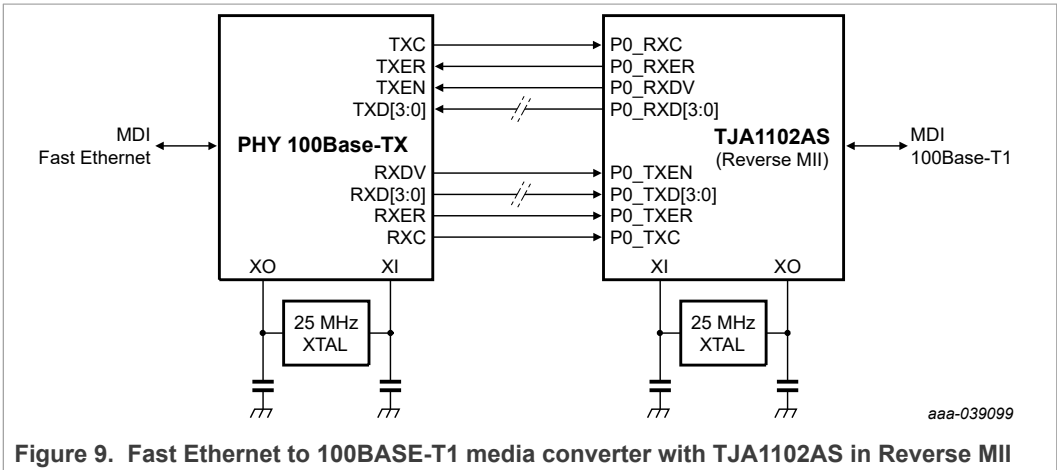 TXC
TXER
TXEN
TXD[3:0]
P0_RXC
P0_RXER
P0_RXDV
P0_RXD[3:0]
MDI
Fast Ethernet
PHY 100Base-TX
TJA1102AS
(Reverse MII)
MDI
100Base-T1
RXDV
RXD[3:0]
RXER
RXC
P0_TXEN
P0_TXD[3:0]
P0_TXER
P0_TXC
XO
XI
XI
XO
25 MHz
XTAL
25 MHz
XTAL
aaa-039099
Figure 9. Fast Ethernet to 100BASE-T1 media converter with TJA1102AS in Reverse MII